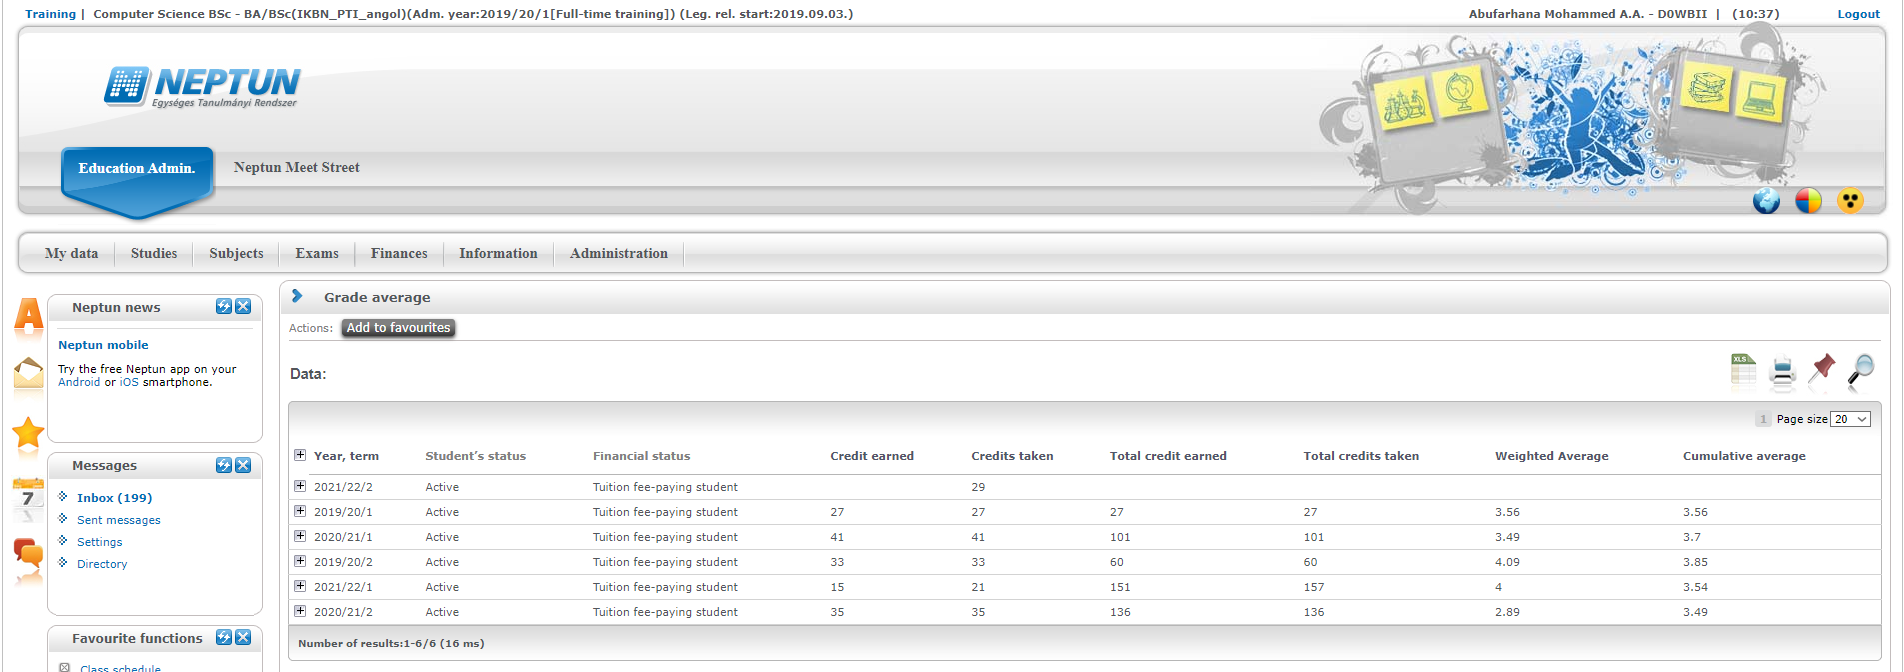 Training | Computer Science BSc - BA/BSc(IKBN_PTI_angol)(Adm. year:2019/20/1[Full-time training]) (Leg. rel. start:2019.09.03.)
Abufarhana Mohammed A.A. - D0WBII | (10:37) Logout
NEPTUN
Egységes Tanulmányi Rendszer
Education Admin. Neptun Meet Street
My data Studies Subjects Exams Finances Information Administration
Neptun news
Neptun mobile
Try the free Neptun app on your
Android or iOS smartphone.
7
Messages
Inbox (199)
Sent messages
Settings
Directory
Favourite functions
Class schedule
Grade average
Actions: Add to favourites
Data:
XLS
1 Page size 20
Year, term Student's status Financial status Credit earned Credits taken Total credit earned Total credits taken Weighted Average Cumulative average
2021/22/2 Active Tuition fee-paying student 29
2019/20/1 Active Tuition fee-paying student 27 27 27 27 3.56 3.56
2020/21/1 Active Tuition fee-paying student 41 41 101 101 3.49 3.7
2019/20/2 Active Tuition fee-paying student 33 33 60 60 4.09 3.85
2021/22/1 Active Tuition fee-paying student 15 21 151 157 4 3.54
2020/21/2 Active Tuition fee-paying student 35 35 136 136 2.89 3.49
Number of results:1-6/6 (16 ms)